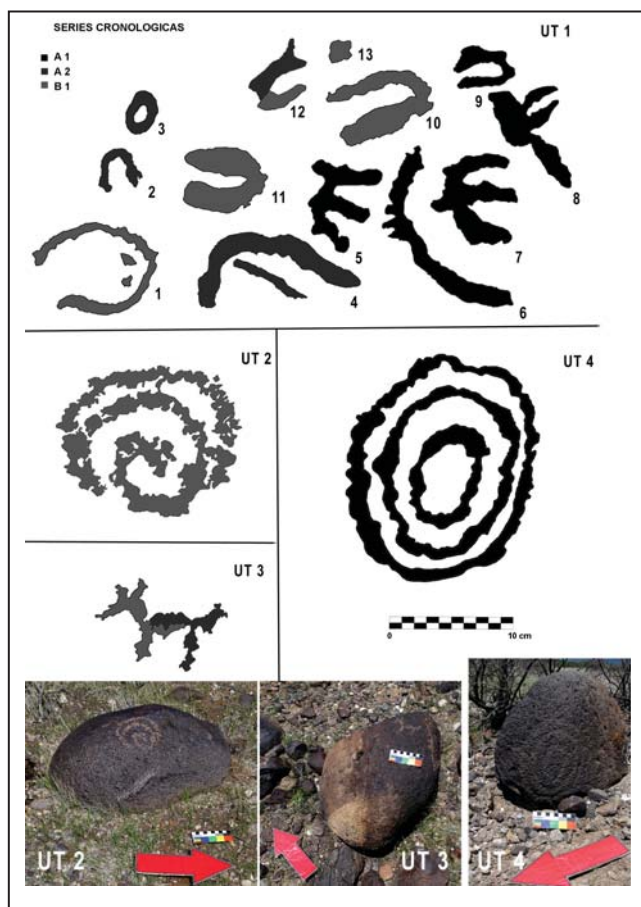 SERIES CRONOLOGICAS
UT 1
A 1
A 2
B 1
13
9
12
10
3
8
2
11
5
7
1
4
6
UT 2
UT 4
UT 3
0 10 cm
UT 2
UT 3
UT 4